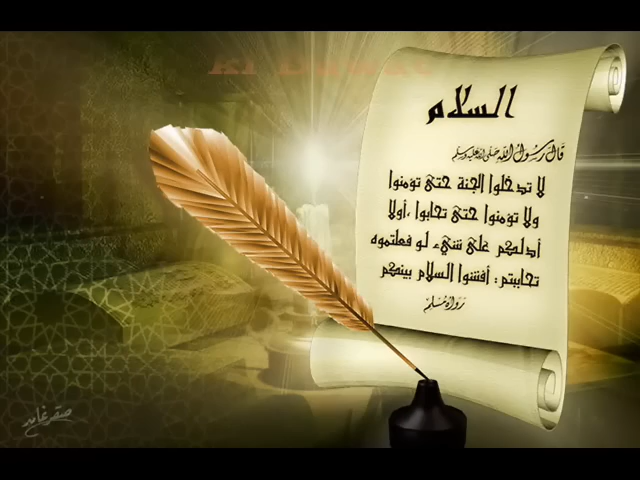 السلام
قال رسول الله صلى الله عليه وسلم
لا تدخلوا الجنة حتى تؤمنوا
ولا تؤمنوا حتى تحابوا ،أولا
أدلكم على شيء لو فعلتموه
تحاببتم : أفشوا السلام بينكم
رواه مسلم